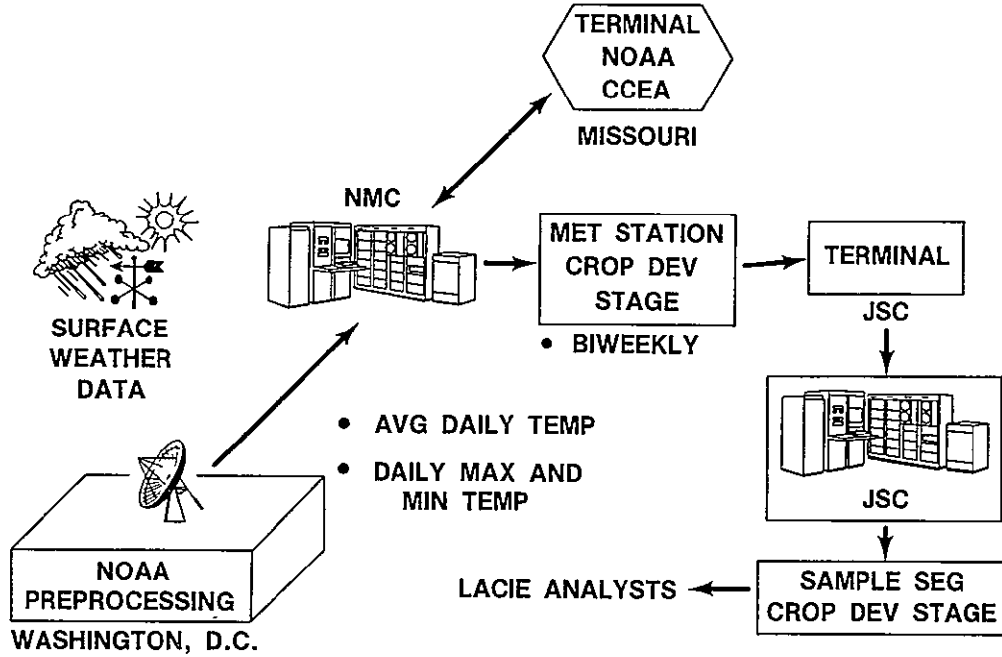 TERMINAL
NOAA
CCEA
MISSOURI
NMC
MET STATION
CROP DEV
STAGE
• BIWEEKLY
TERMINAL
JSC
SURFACE
WEATHER
DATA
• AVG DAILY TEMP
• DAILY MAX AND
MIN TEMP
JSC
NOAA
PREPROCESSING
WASHINGTON, D.C.
LACIE ANALYSTS
SAMPLE SEG
CROP DEV STAGE